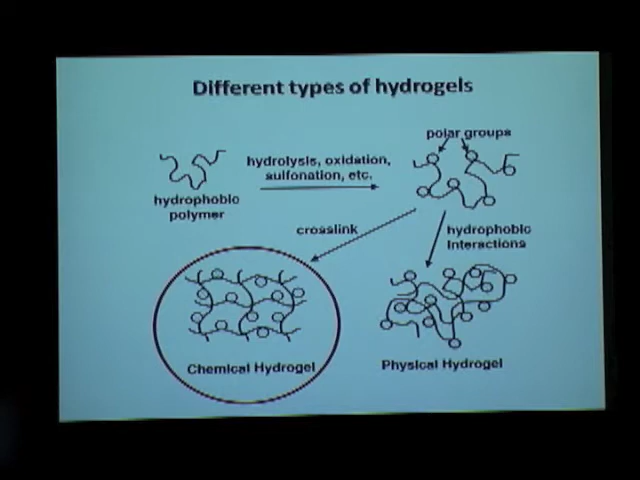 Different types of hydrogels
polar groups
hydrolysis, oxidation,
sulfonation, etc.
hydrophobic
polymer
crosslink
hydrophobic
Interactions
Chemical Hydrogel
Physical Hydrogel